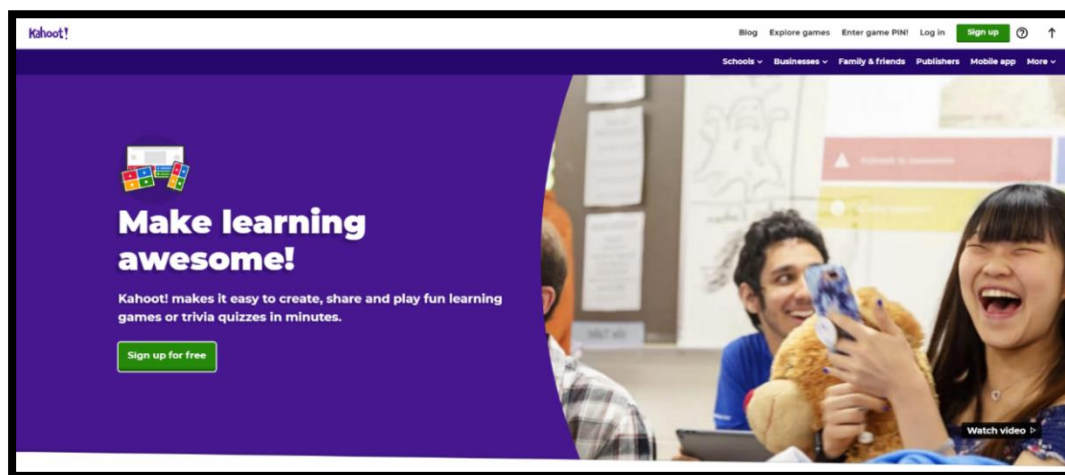 Kahoot!
Blog Explore games Enter game PIN! Log in Sign up
Schools Businesses Family & friends Publishers Mobile app More
Make learning
awesome!
Kahoot! makes it easy to create, share and play fun learning
games or trivia quizzes in minutes.
Sign up for free
Watch video